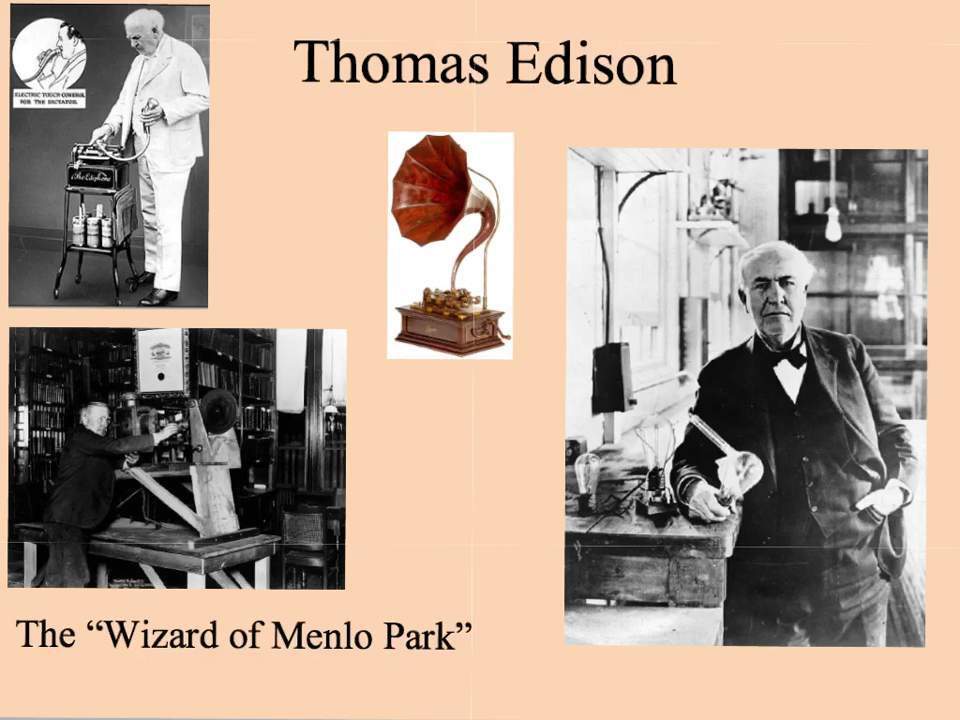 Thomas Edison
ELECTRIC TOUCH-CONTROL
FOR THE DICTATOR
The Ediphone
The “Wizard of Menlo Park”